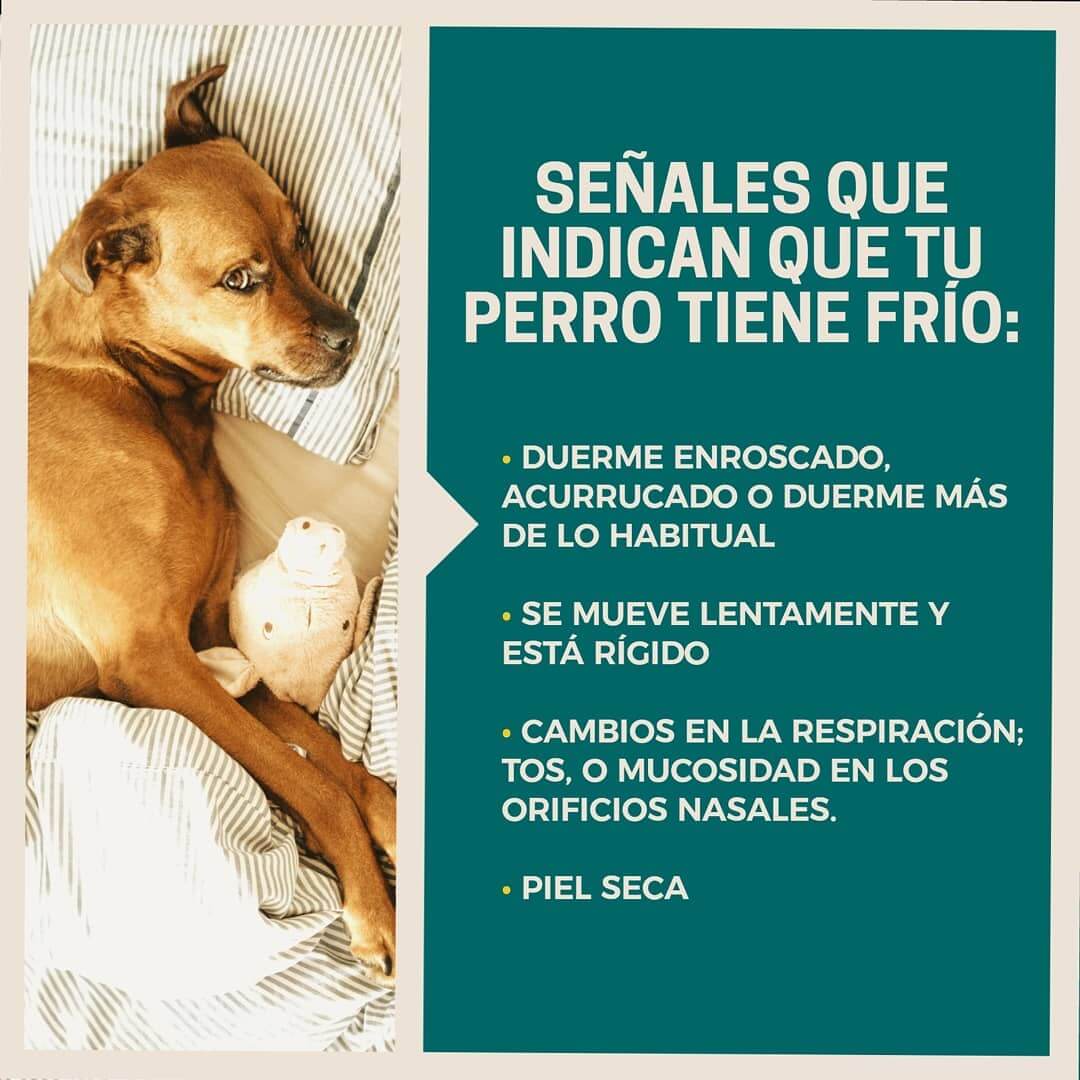 SEÑALES QUE
INDICAN QUE TU
PERRO TIENE FRÍO:
• DUERME ENROSCADO,
ACURRUCADO O DUERME MÁS
DE LO HABITUAL
• SE MUEVE LENTAMENTE Y
ESTÁ RÍGIDO
• CAMBIOS EN LA RESPIRACIÓN;
TOS, O MUCOSIDAD EN LOS
ORIFICIOS NASALES.
• PIEL SECA